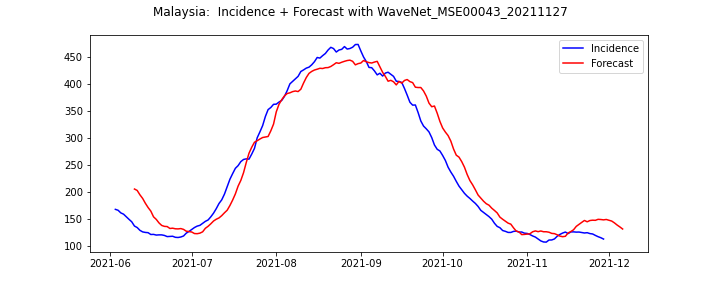 Malaysia:  Incidence + Forecast with WaveNet_MSE00043_20211127
Incidence
Forecast
450
400
350
300
250
200
150
100
2021-06 2021-07 2021-08 2021-09 2021-10 2021-11 2021-12